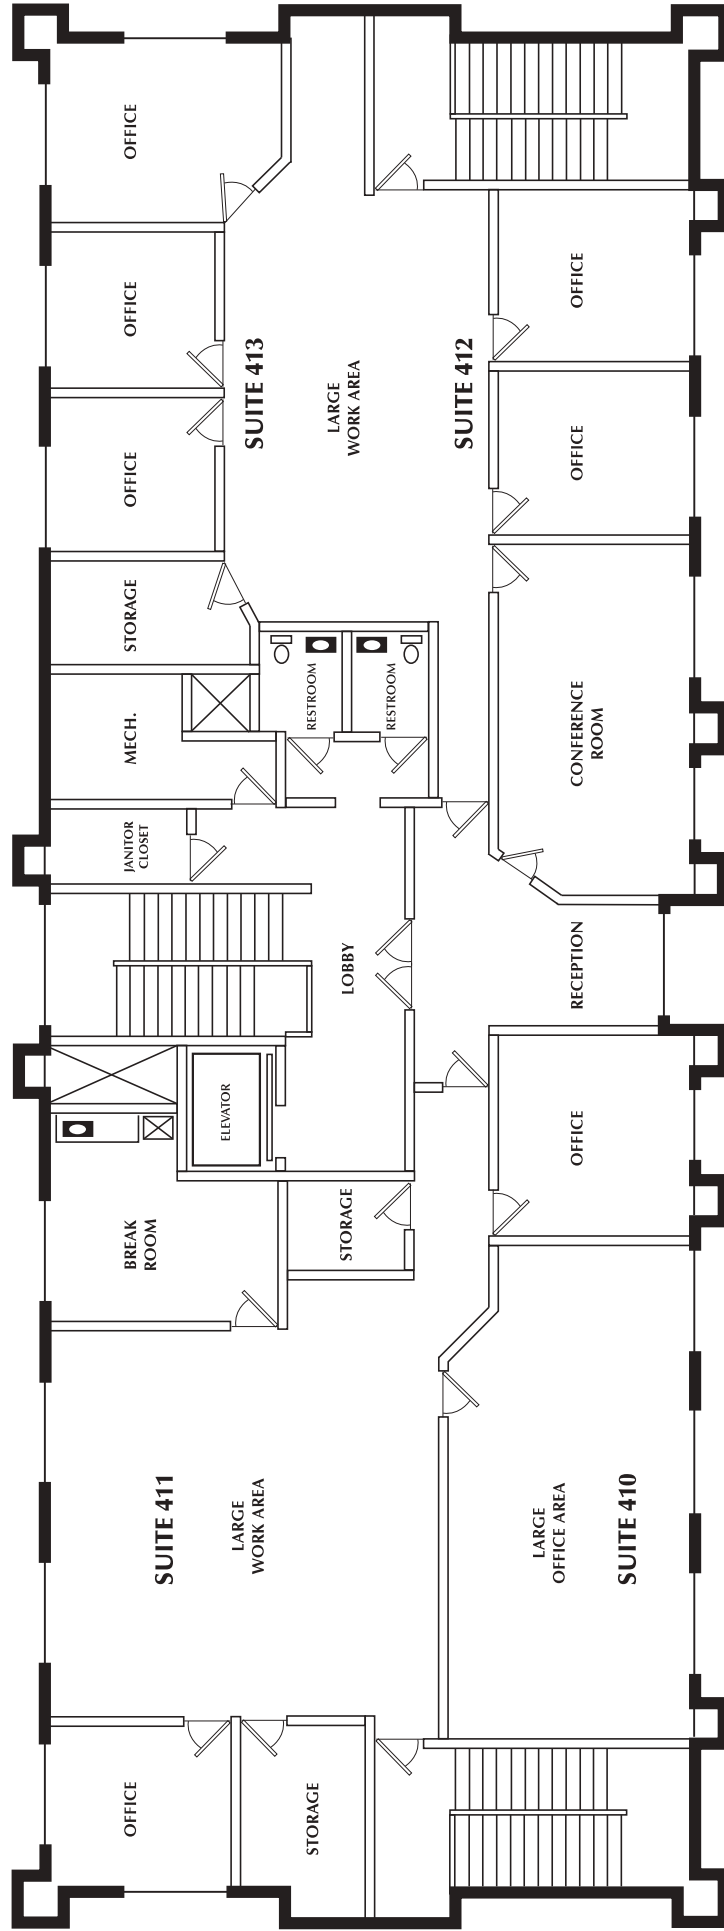 OFFICE
OFFICE
OFFICE
SUITE 413
LARGE
WORK AREA
SUITE 412
OFFICE
OFFICE
STORAGE
MECH.
RESTROOM
RESTROOM
CONFERENCE
ROOM
JANITOR
CLOSET
LOBBY
RECEPTION
ELEVATOR
OFFICE
BREAK
ROOM
STORAGE
SUITE 411
LARGE
WORK AREA
LARGE
OFFICE AREA
SUITE 410
OFFICE
STORAGE